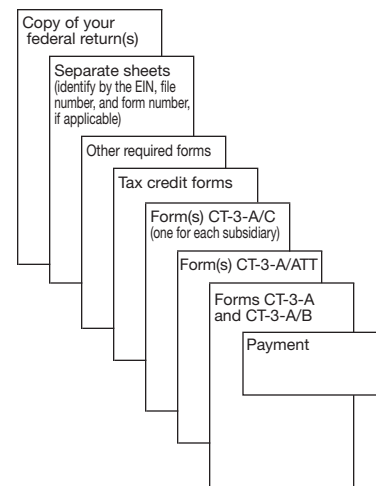 Copy of your
federal return(s)
Separate sheets
(identify by the EIN, file
number, and form number,
if applicable)
Other required forms
Tax credit forms
Form(s) CT-3-A/C
(one for each subsidiary)
Form(s) CT-3-A/ATT
Forms CT-3-A
and CT-3-A/B
Payment